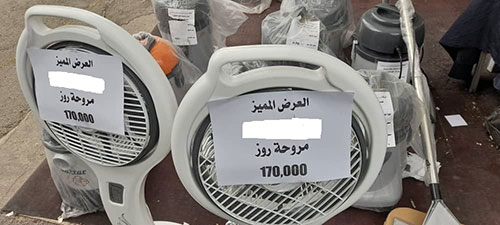 العرض المميز
مروحة روز
170,000
العرض المميز
مروحة روز
170,000